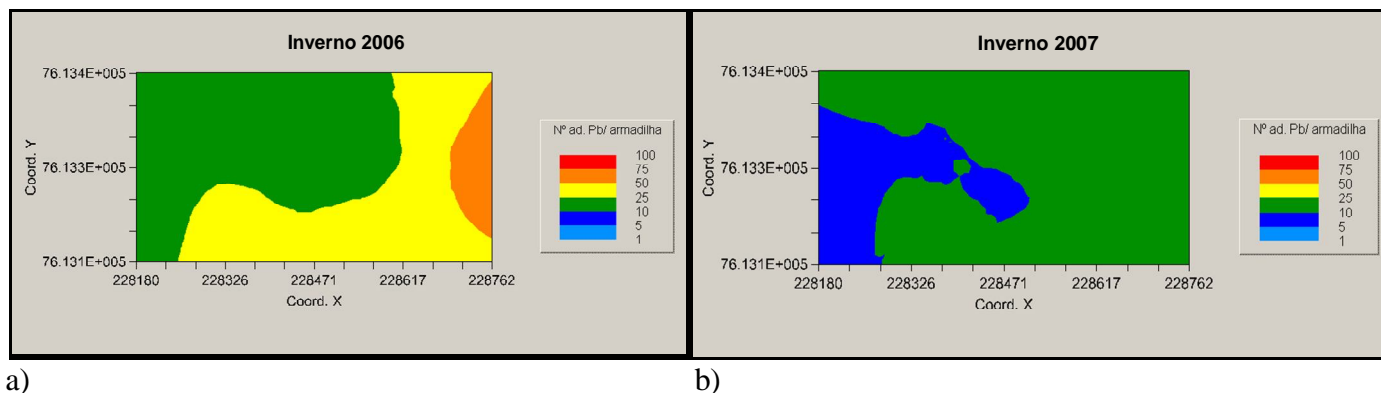 Inverno 2006
76.134E+005
76.133E+005
76.131E+005
Coord. Y
228180 228326 228471 228617 228762
Coord. X
Nº ad. Pb/ armadilha
100
75
50
25
10
5
1
a)
Inverno 2007
76.134E+005
76.133E+005
76.131E+005
Coord. Y
228180 228326 228471 228617 228762
Coord. X
Nº ad. Pb/ armadilha
100
75
50
25
10
5
1
b)